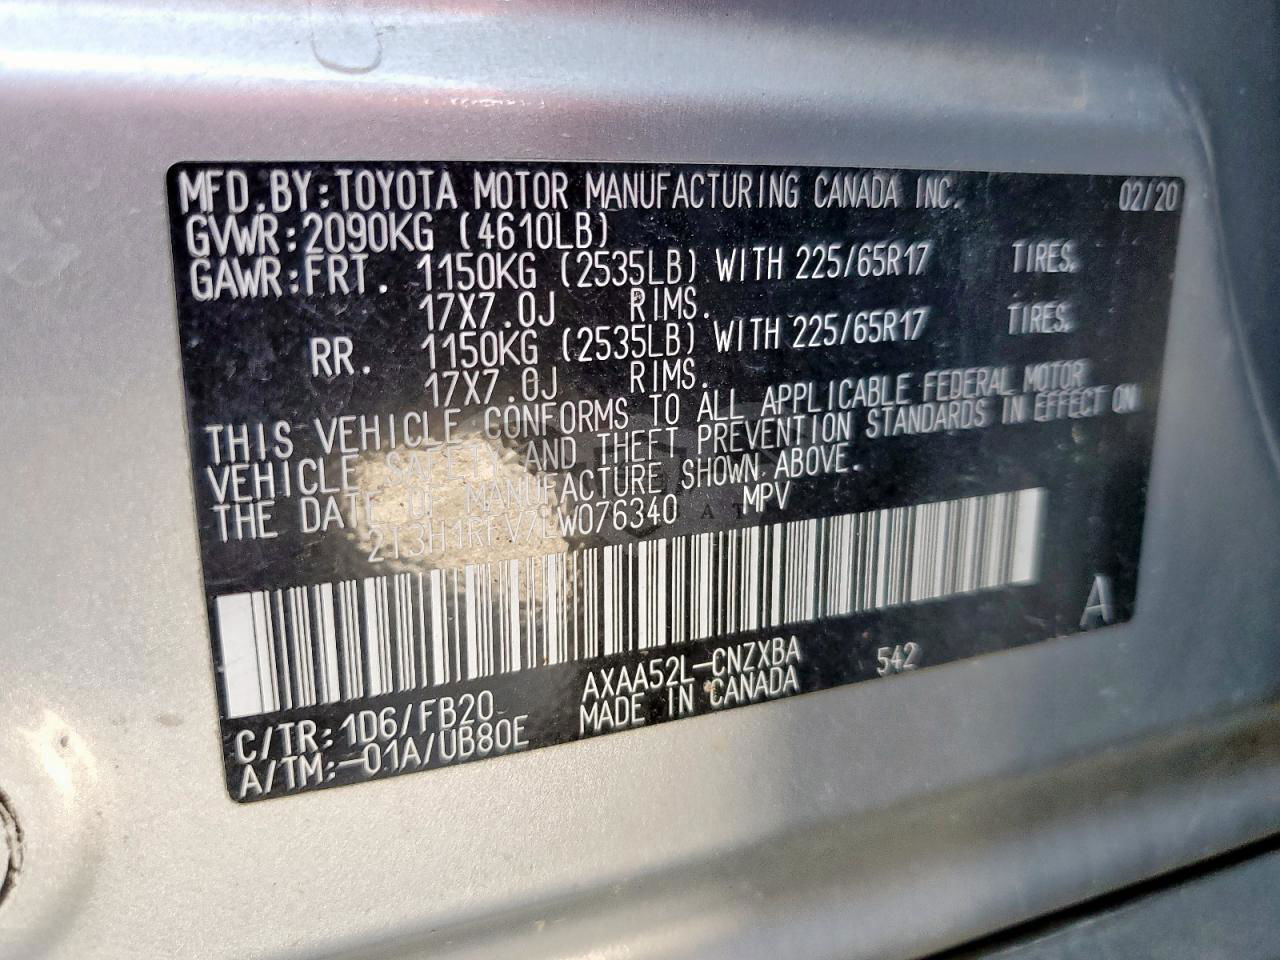 MFD.BY:TOYOTA MOTOR MANUFACTURING CANADA INC. 02/20
GVWR:2090KG (4610LB)
GAWR:FRT. 1150KG (2535LB) WITH 225/65R17 TIRES.
17X7.0J RIMS.
RR. 1150KG (2535LB) WITH 225/65R17 TIRES.
17X7.0J RIMS.
THIS VEHICLE CONFORMS TO ALL APPLICABLE FEDERAL MOTOR
VEHICLE SAFETY AND THEFT PREVENTION STANDARDS IN EFFECT ON
THE DATE OF MANUFACTURE SHOWN ABOVE.
2T3H1RFV7LW076340 MPV
A
C/TR:1D6/FB20 AXAA52L-CNZXBA 542
A/TM:-01A/UB80E MADE IN CANADA